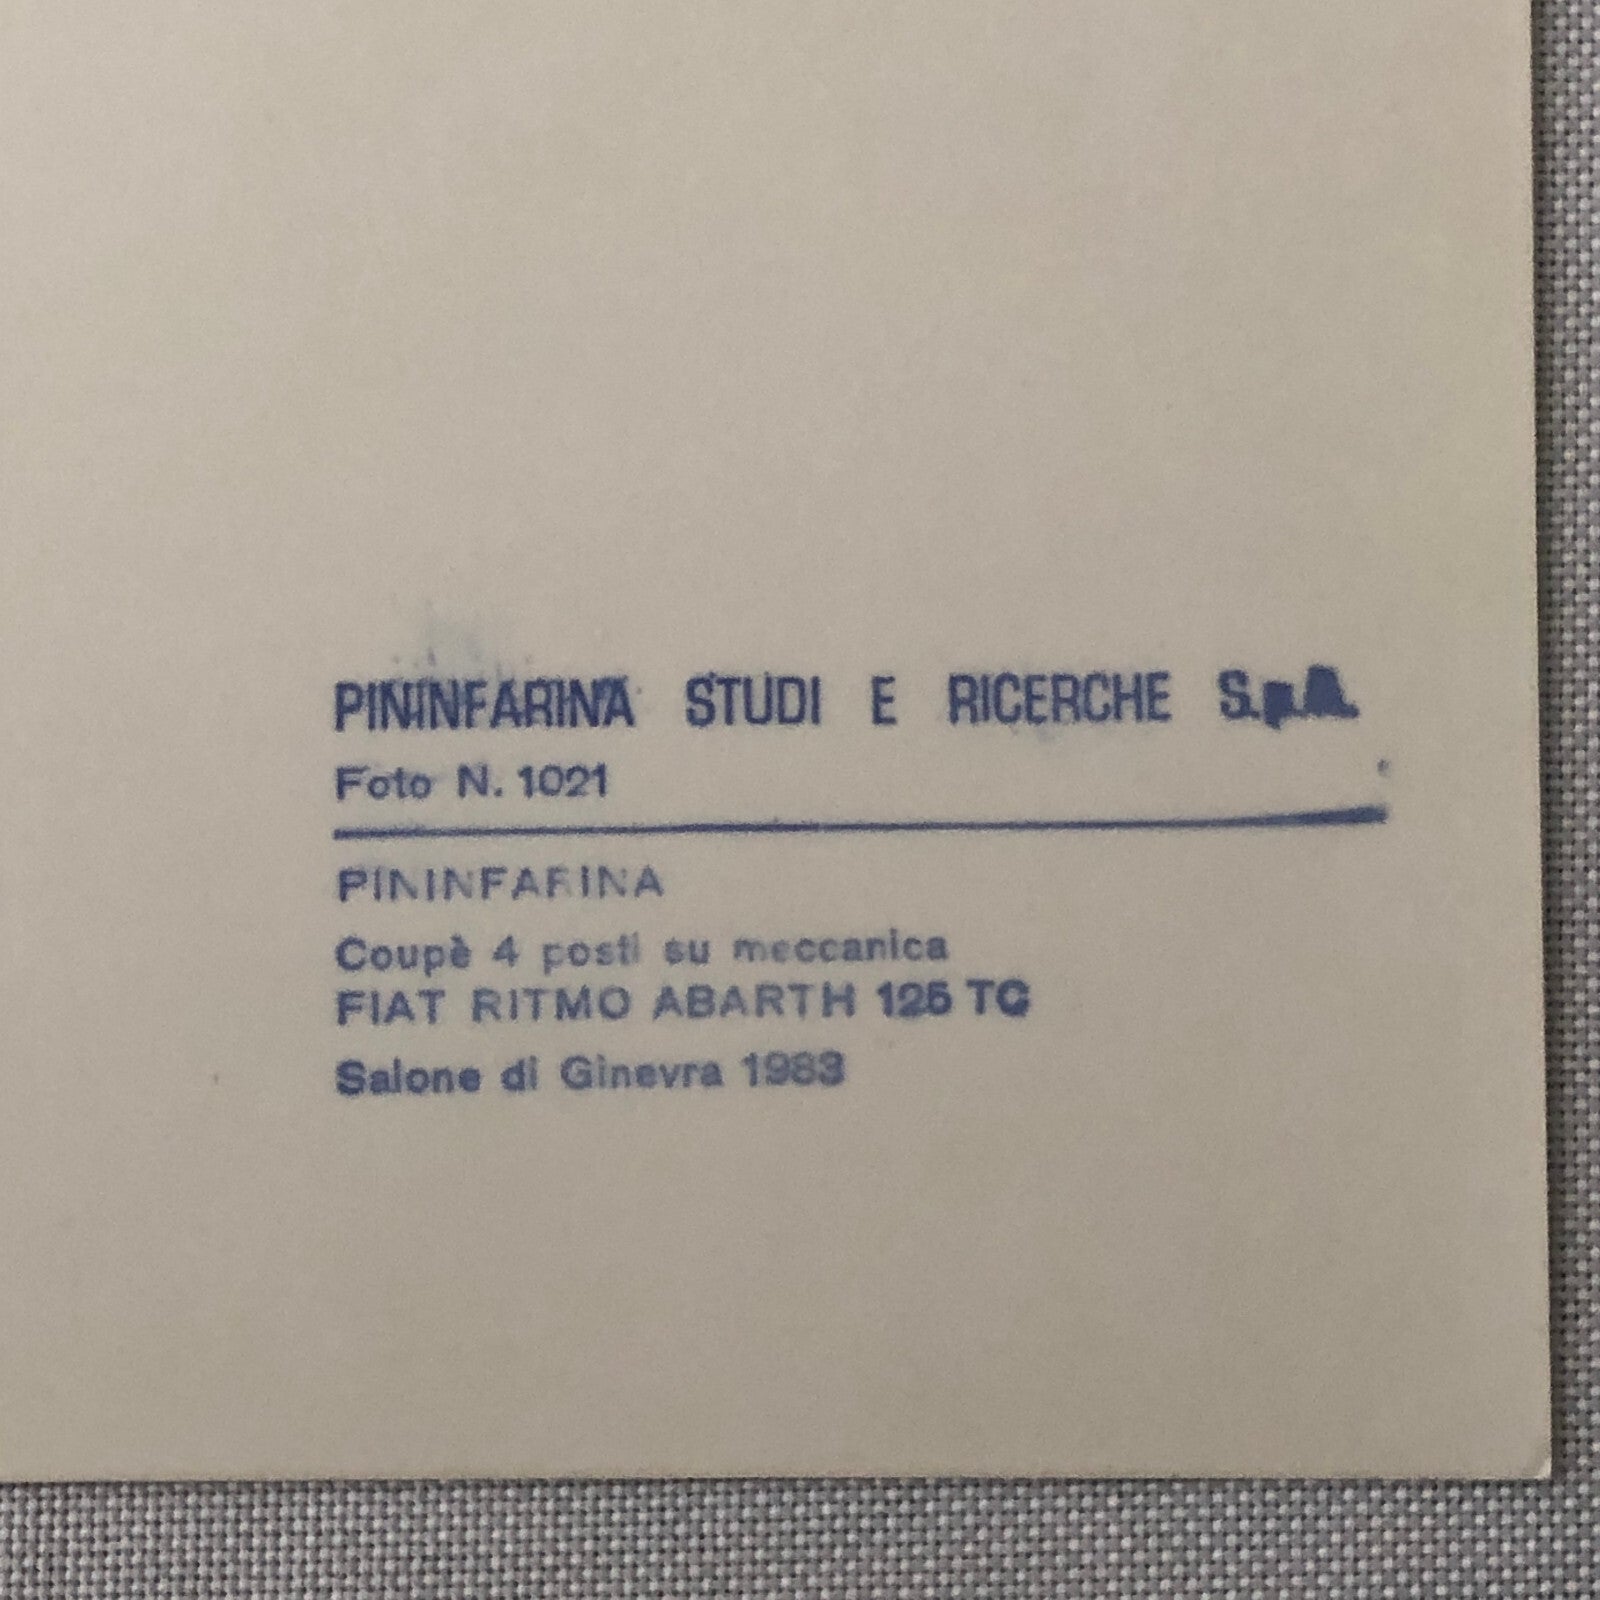 PININFARINA STUDI E RICERCHE S.p.A.
Foto N. 1021
PININFARINA
Coupè 4 posti su meccanica
FIAT RITMO ABARTH 125 TC
Salone di Ginevra 1983